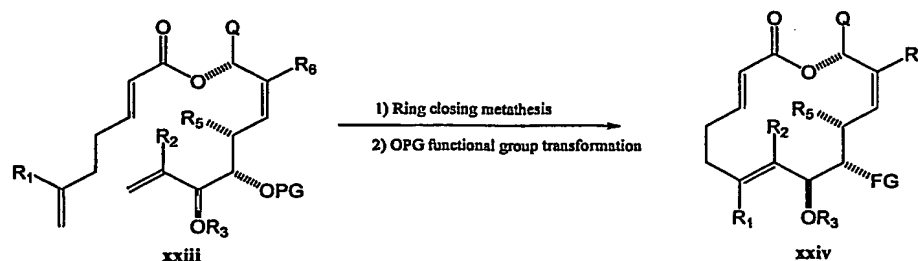 O Q
O
R₆
R₅
R₂
R₁
OPG
OR₃
xxiii
1) Ring closing metathesis
2) OPG functional group transformation
O Q
O
R
R₅
R₂
FG
R₁
OR₃
xxiv